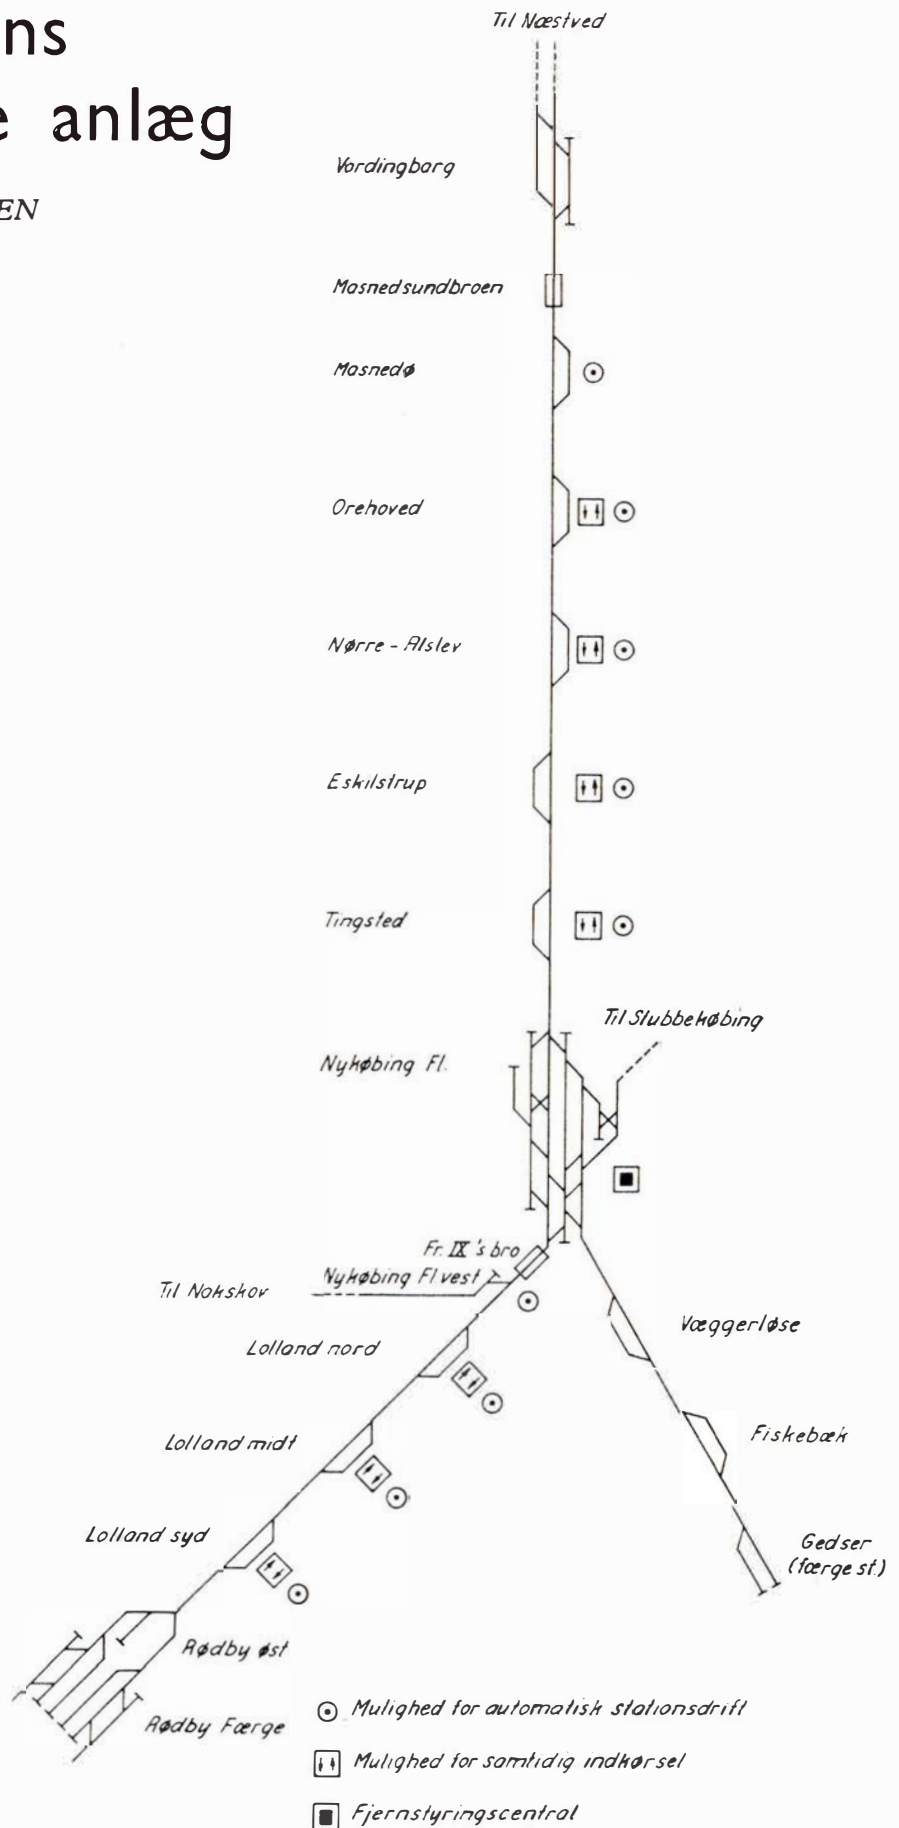 ns
e anlæg
EN
Til Næstved
Vordingborg
Masnedsundbroen
Masnedø
Orehoved
Nørre - Alslev
Eskilstrup
Tingsted
Til Stubbekøbing
Nykøbing Fl.
Fr. IX's bro
Nykøbing Fl vest
Til Nakskov
Væggerløse
Lolland nord
Fiskebæk
Lolland midt
Lolland syd
Gedser
(færge st.)
Rødby øst
Rødby Færge
Mulighed for automatisk stationsdrift
Mulighed for samtidig indkørsel
Fjernstyringscentral